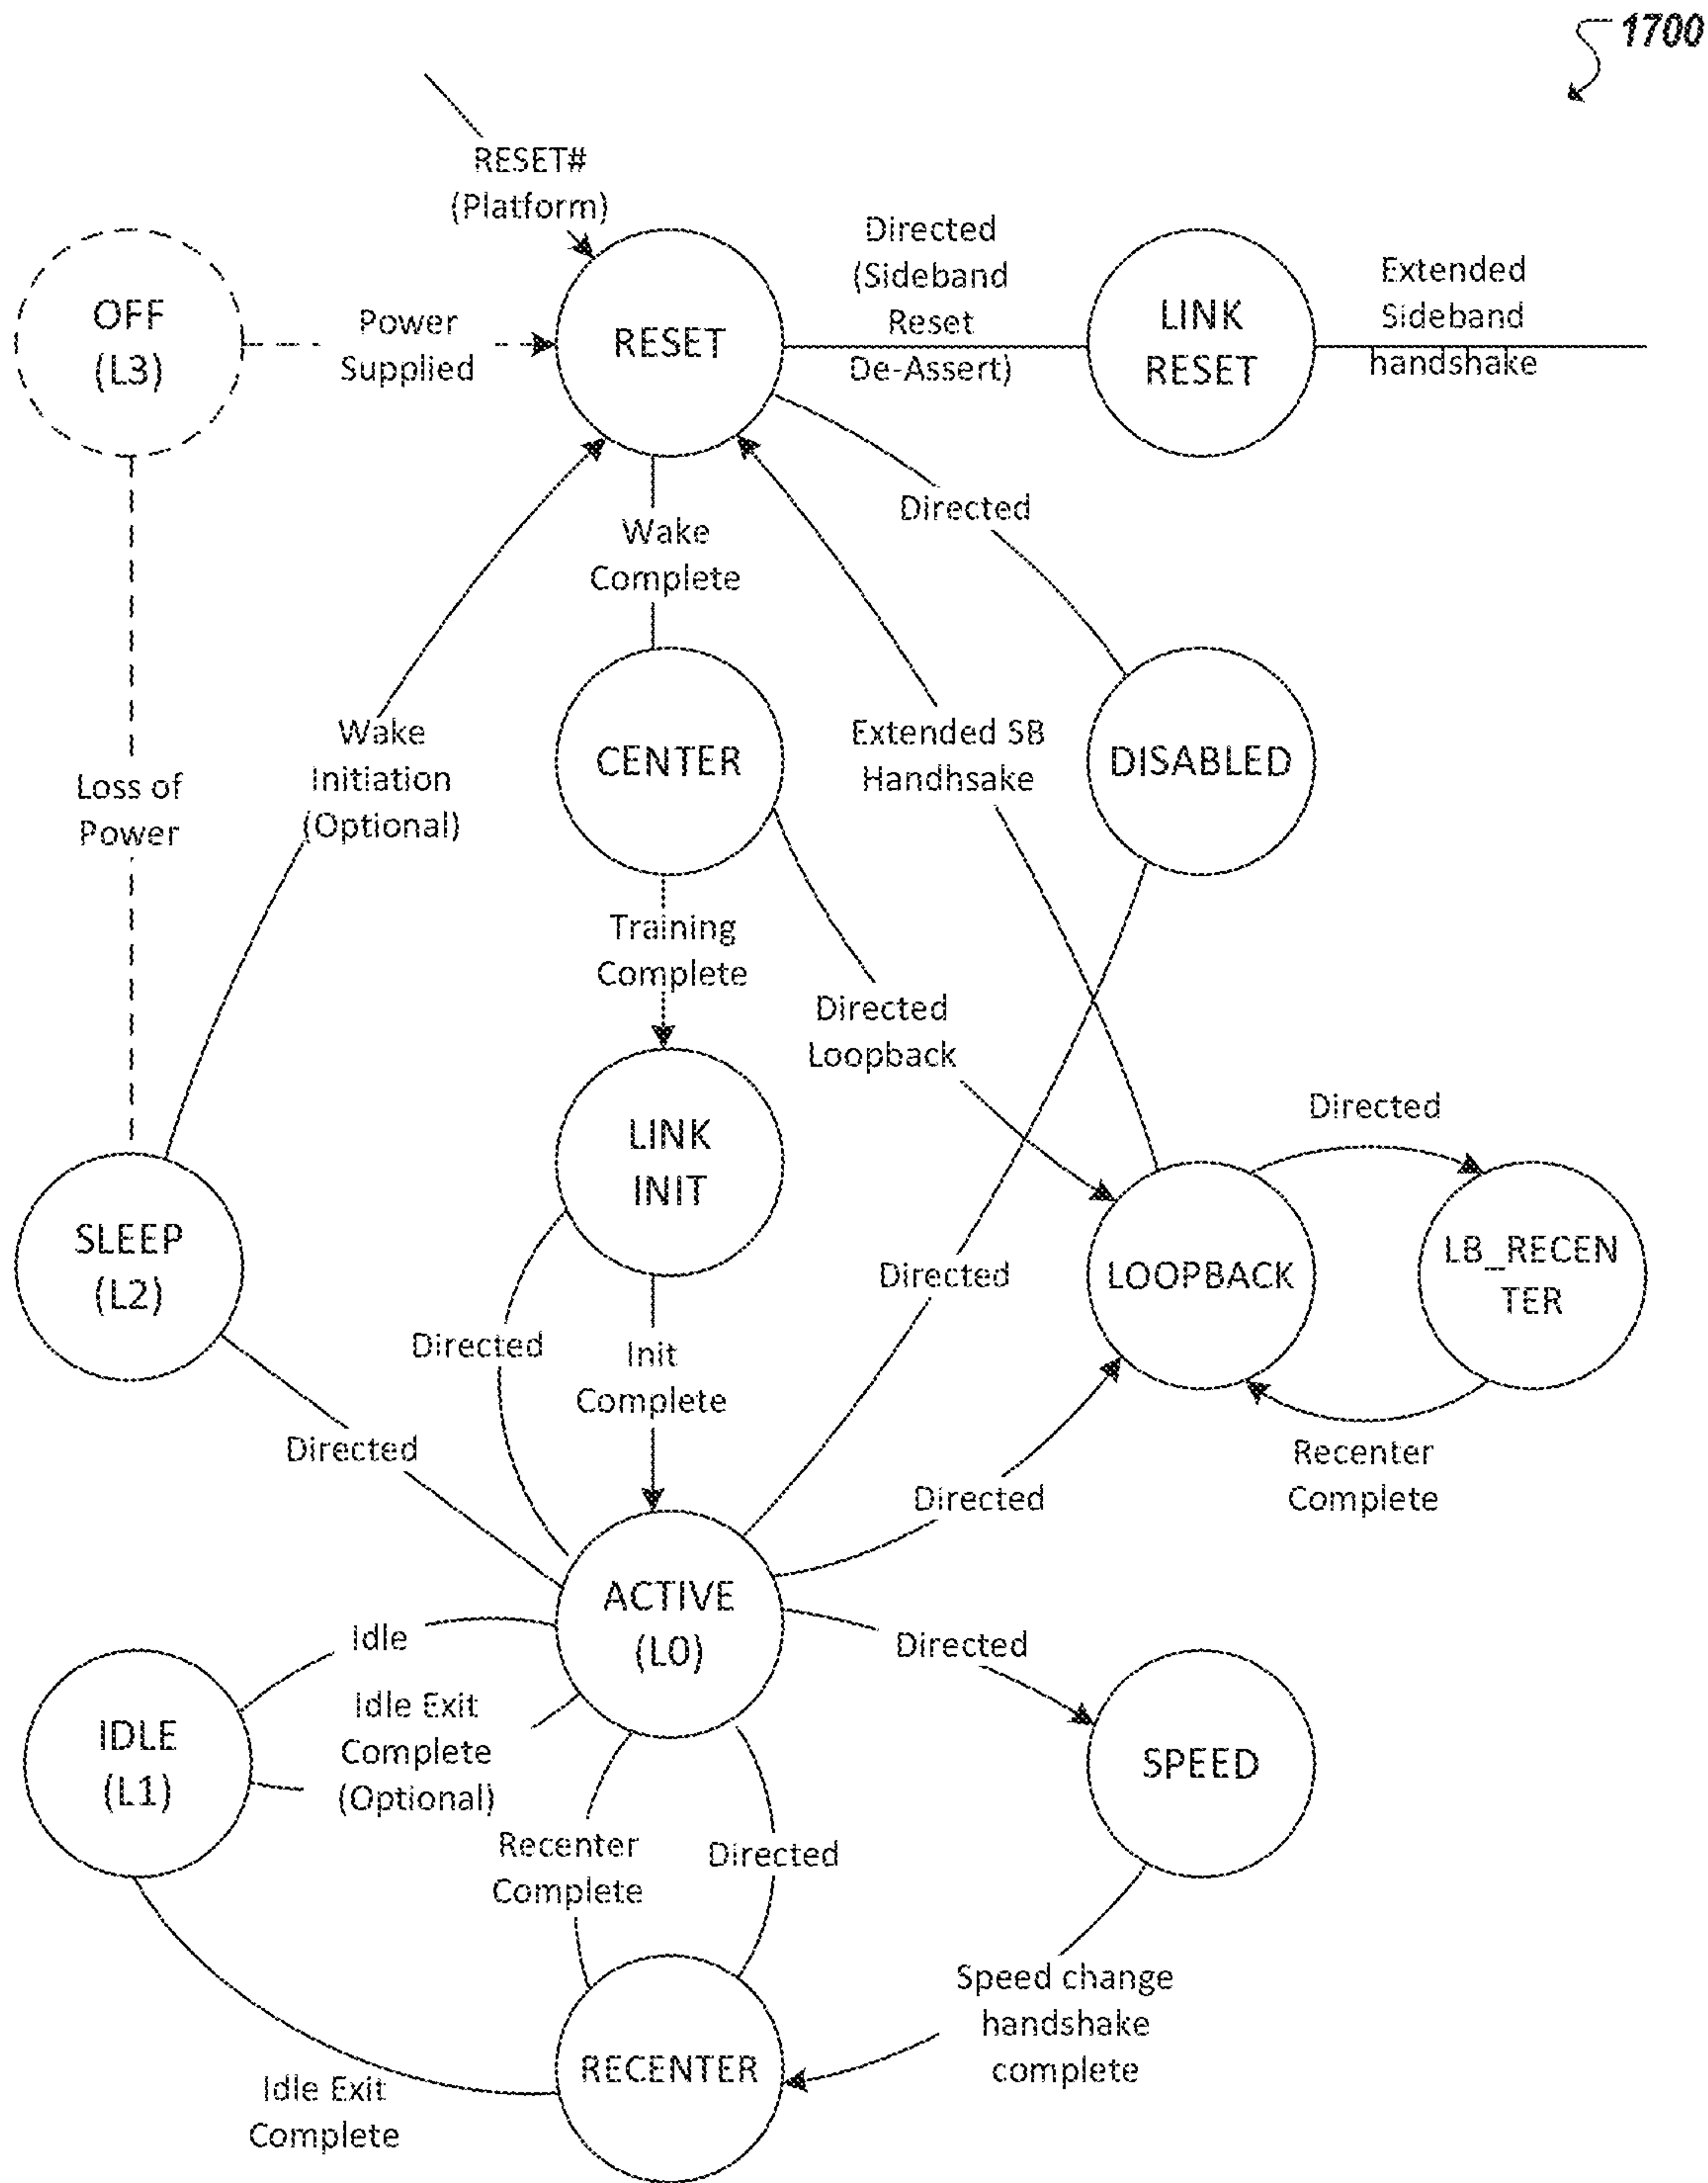 1700
RESET#
(Platform)
Directed
(Sideband
Reset
De-Assert)
Extended
Sideband
handshake
OFF
(L3)
Power
Supplied
RESET
LINK
RESET
Directed
Wake
Complete
Wake
Initiation
(Optional)
Loss of
Power
CENTER
Extended SB
Handhsake
DISABLED
Training
Complete
Directed
Loopback
Directed
LINK
INIT
SLEEP
(L2)
Directed
LOOPBACK
LB_RECEN
TER
Directed
Init
Complete
Directed
Directed
Recenter
Complete
ACTIVE
(L0)
Idle
Directed
Idle Exit
Complete
(Optional)
IDLE
(L1)
SPEED
Recenter
Complete
Directed
Speed change
handshake
complete
RECENTER
Idle Exit
Complete